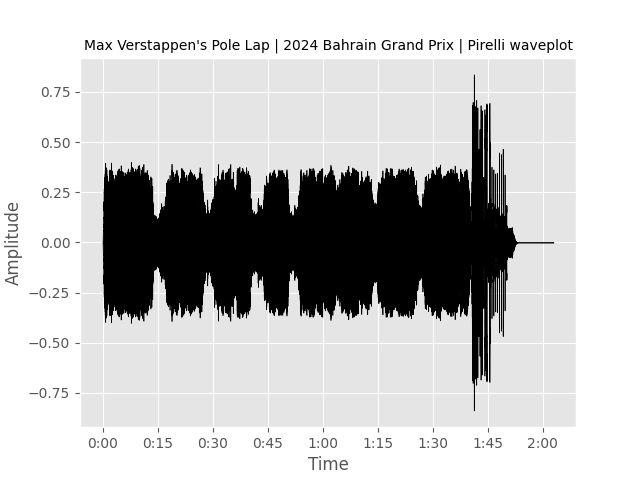 Max Verstappen's Pole Lap | 2024 Bahrain Grand Prix | Pirelli waveplot
0.75
0.50
0.25
0.00
−0.25
−0.50
−0.75
Amplitude
0:00 0:15 0:30 0:45 1:00 1:15 1:30 1:45 2:00
Time